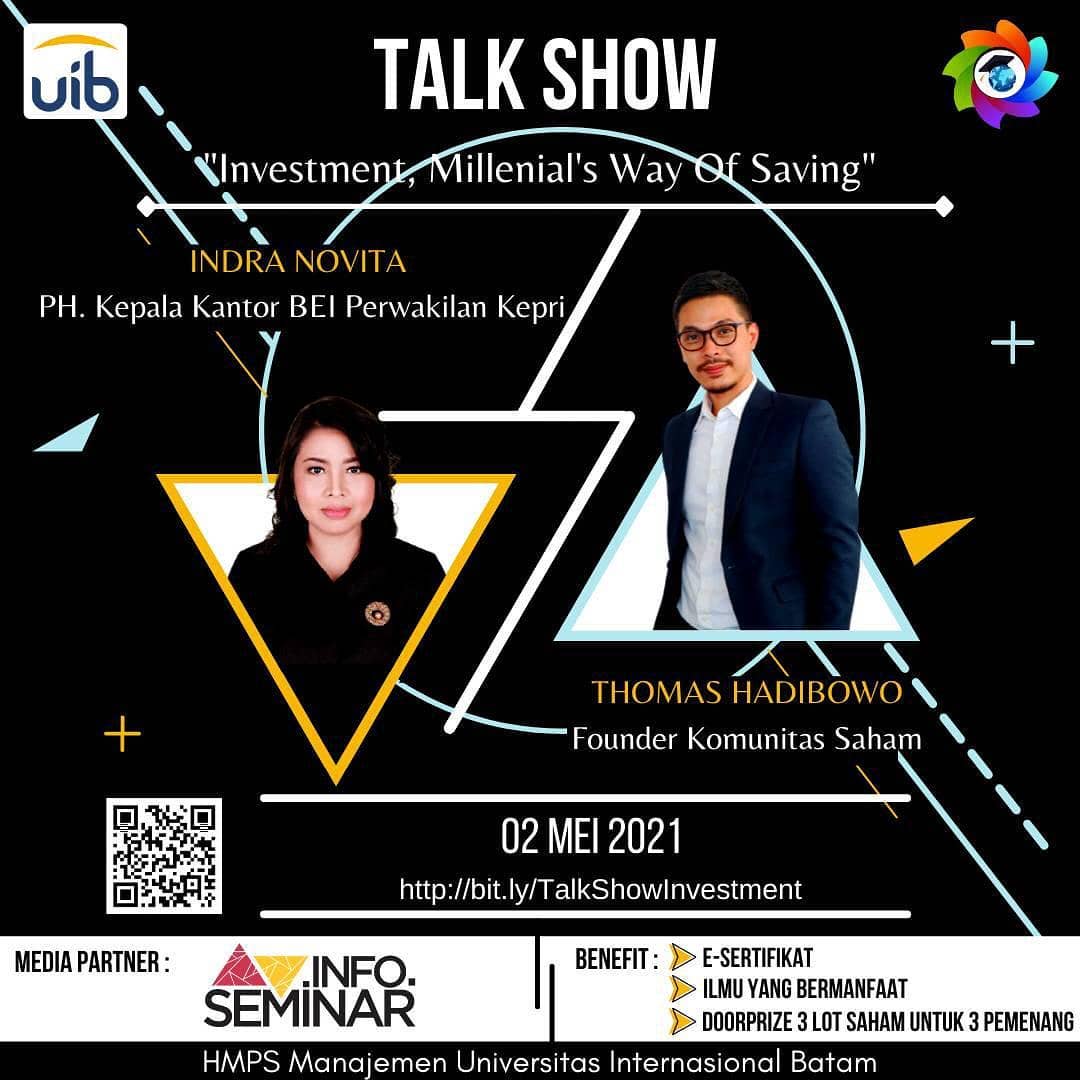 uib
TALK SHOW
"Investment, Millenial's Way Of Saving"
INDRA NOVITA
PH. Kepala Kantor BEI Perwakilan Kepri
THOMAS HADIBOWO
Founder Komunitas Saham
02 MEI 2021
http://bit.ly/TalkShowInvestment
MEDIA PARTNER :
INFO.
SEMINAR
BENEFIT :
E-SERTIFIKAT
ILMU YANG BERMANFAAT
DOORPRIZE 3 LOT SAHAM UNTUK 3 PEMENANG
HMPS Manajemen Universitas Internasional Batam